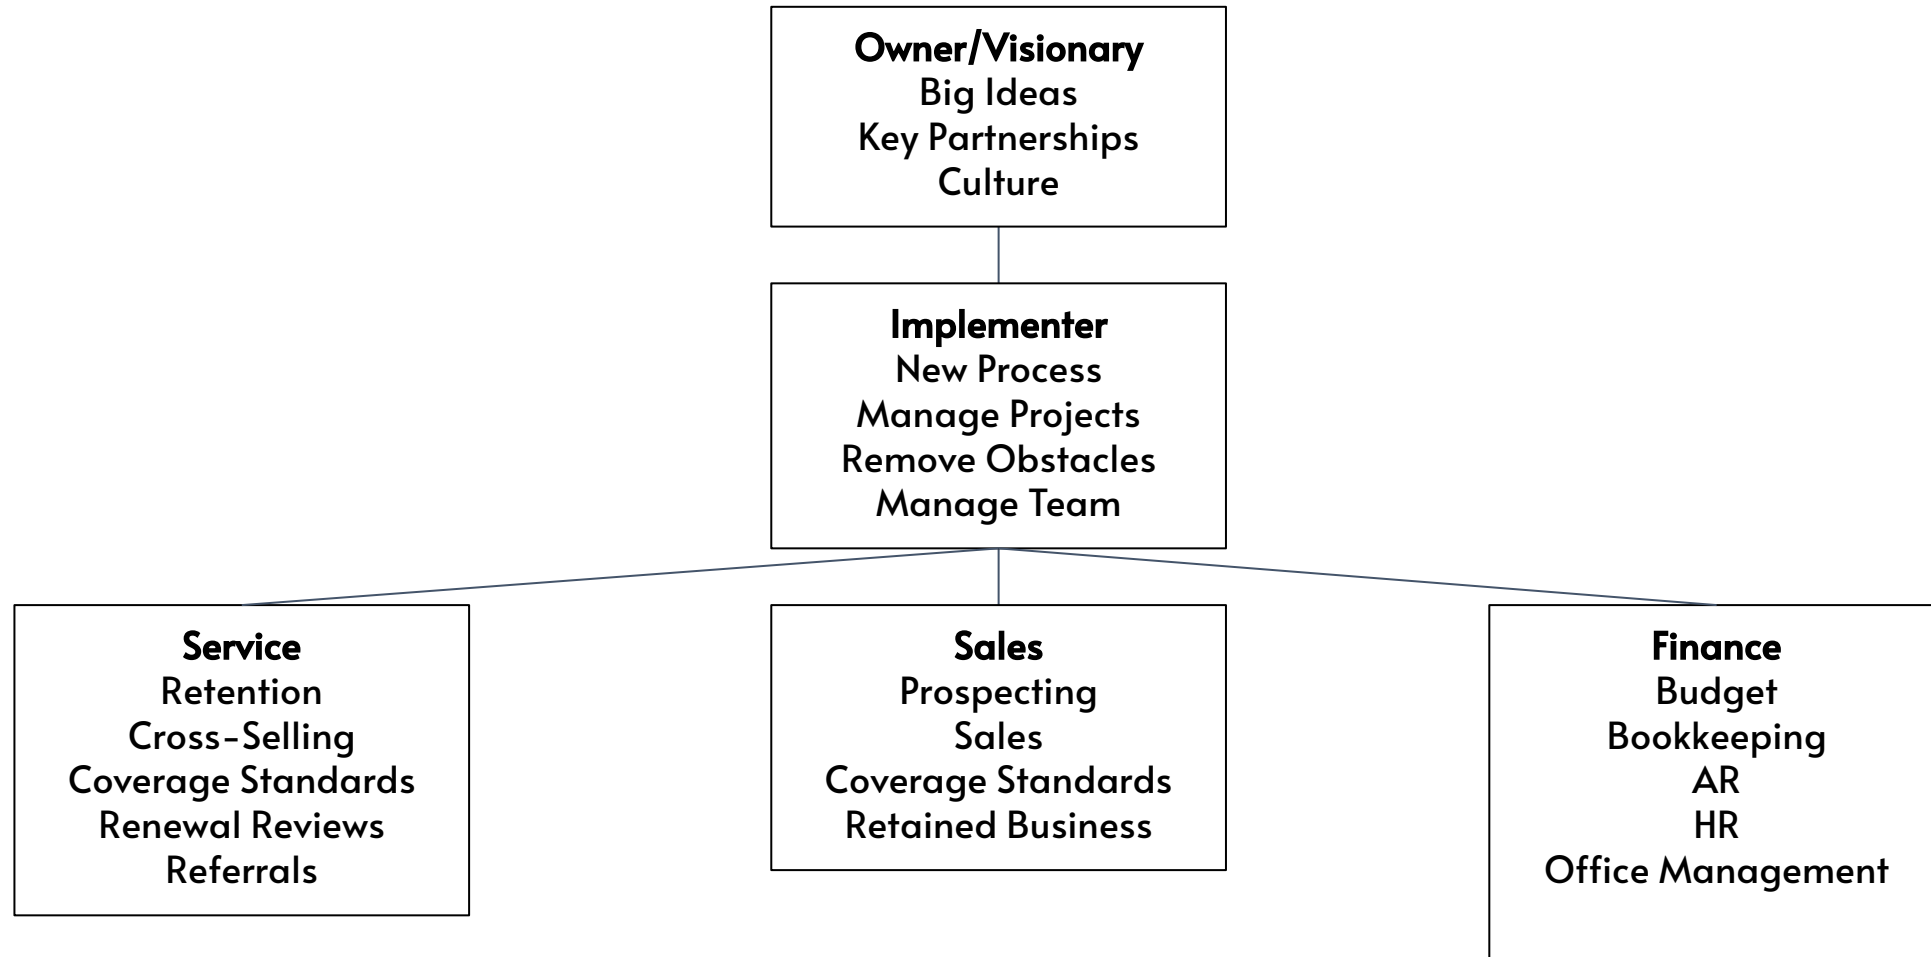 Owner/Visionary
Big Ideas
Key Partnerships
Culture
Implementer
New Process
Manage Projects
Remove Obstacles
Manage Team
Service
Retention
Cross-Selling
Coverage Standards
Renewal Reviews
Referrals
Sales
Prospecting
Sales
Coverage Standards
Retained Business
Finance
Budget
Bookkeeping
AR
HR
Office Management